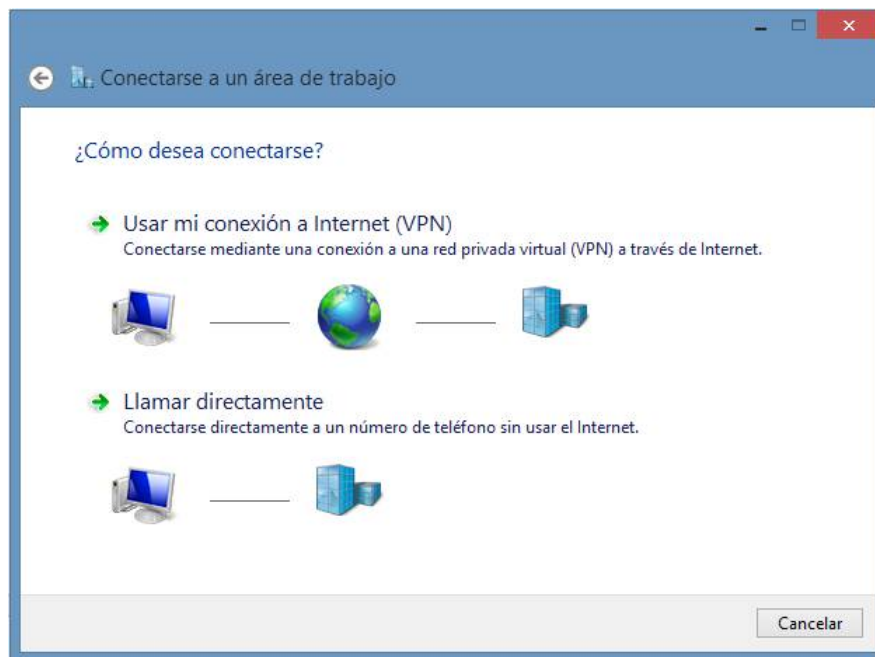 Conectarse a un área de trabajo
¿Cómo desea conectarse?
Usar mi conexión a Internet (VPN)
Conectarse mediante una conexión a una red privada virtual (VPN) a través de Internet.
Llamar directamente
Conectarse directamente a un número de teléfono sin usar el Internet.
Cancelar